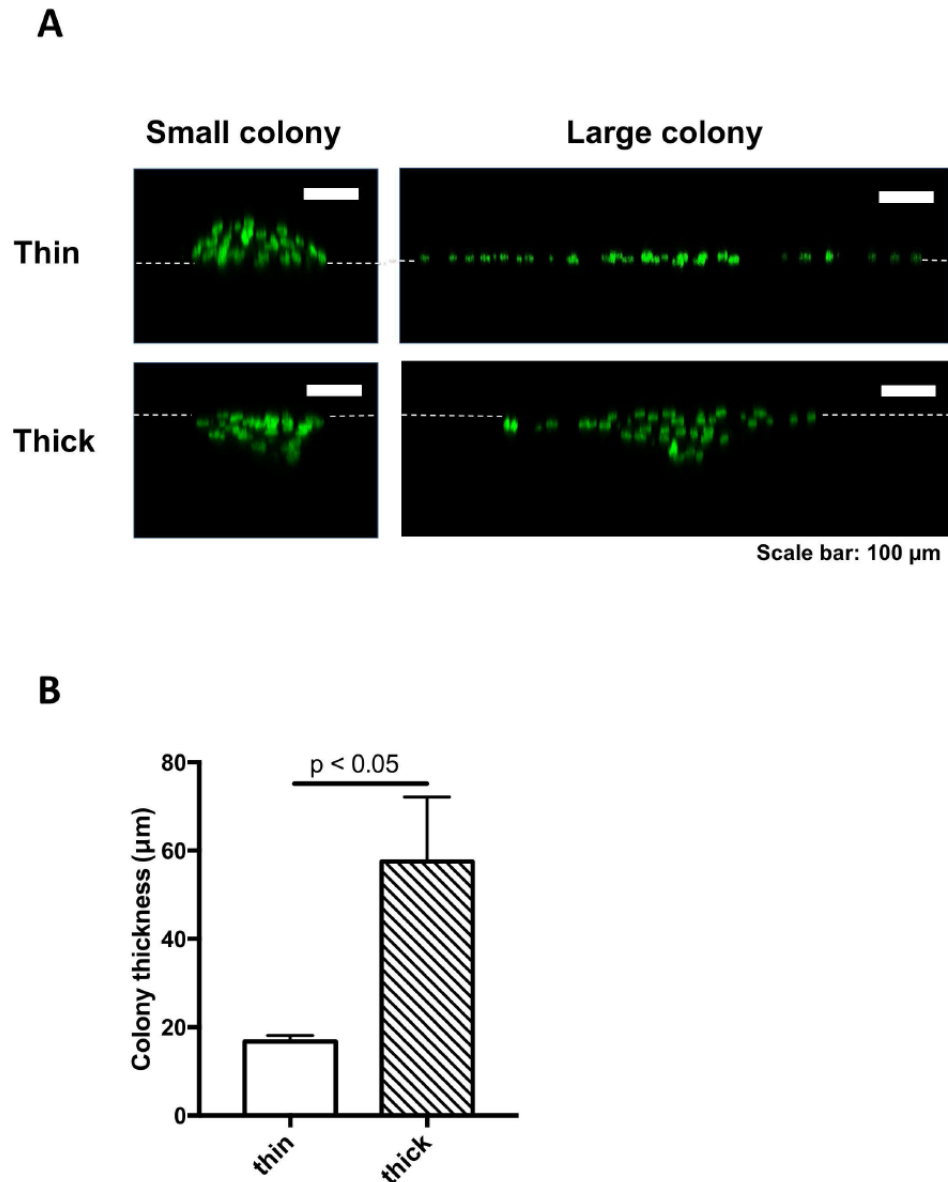 A
Small colony
Large colony
Thin
Thick
Scale bar: 100 µm
B
p < 0.05
Colony thickness (µm)
80
60
40
20
0
thin
thick